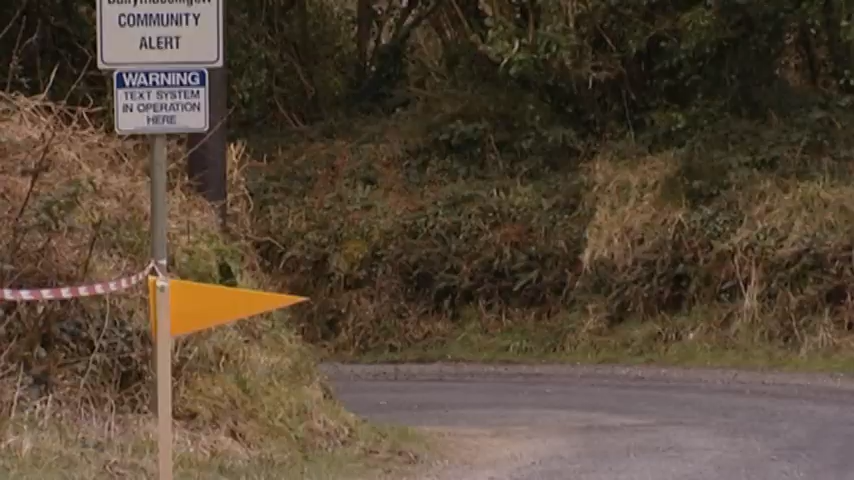 COMMUNITY
ALERT
WARNING
TEXT SYSTEM
IN OPERATION
HERE